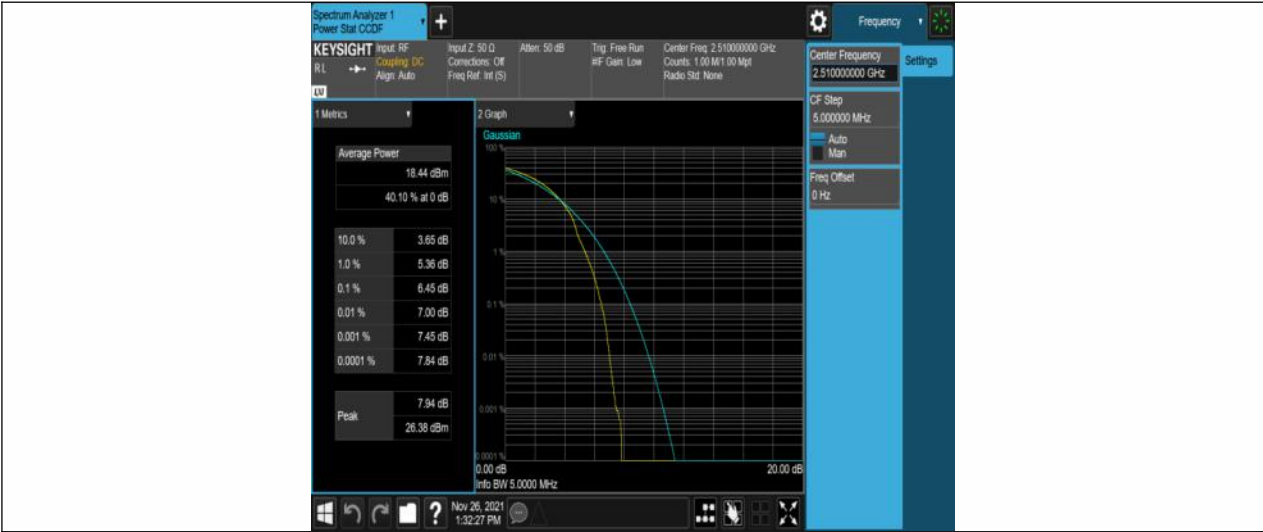 Spectrum Analyzer 1
Power Stat CCDF
+
Frequency
KEYSIGHT
RL
LW
Input: RF
Coupling: DC
Align: Auto
Input Z: 50 Ω
Corrections: Off
Freq Ref: Int (S)
Atten: 50 dB
Trig: Free Run
#IF Gain: Low
Center Freq: 2.510000000 GHz
Counts: 1.00 M/1.00 Mpt
Radio Std: None
Center Frequency
2.510000000 GHz
Settings
CF Step
5.000000 MHz
Auto
Man
Freq Offset
0 Hz
1 Metrics
Average Power
18.44 dBm
40.10 % at 0 dB
10.0 % 3.65 dB
1.0 % 5.36 dB
0.1 % 6.45 dB
0.01 % 7.00 dB
0.001 % 7.45 dB
0.0001 % 7.84 dB
Peak 7.94 dB
26.38 dBm
2 Graph
Gaussian
100 %
10 %
1 %
0.1 %
0.01 %
0.001 %
0.0001 %
0.00 dB 20.00 dB
Info BW 5.0000 MHz
?
Nov 26, 2021
1:32:27 PM